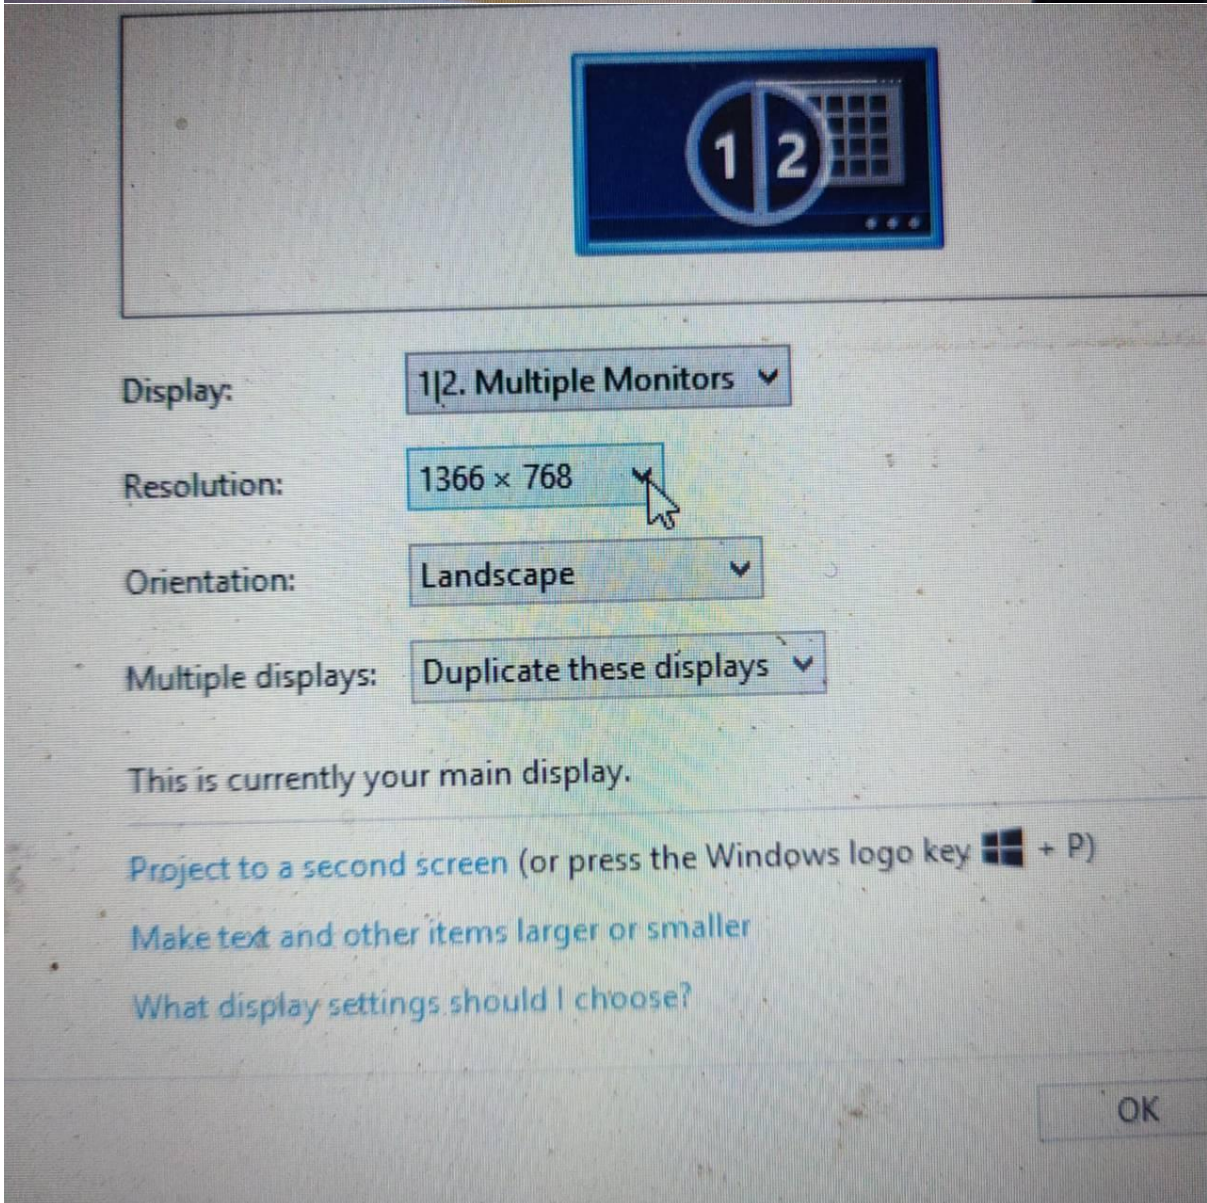 1 2
Display: 1|2. Multiple Monitors
Resolution: 1366 × 768
Orientation: Landscape
Multiple displays: Duplicate these displays
This is currently your main display.
Project to a second screen (or press the Windows logo key + P)
Make text and other items larger or smaller
What display settings should I choose?
OK